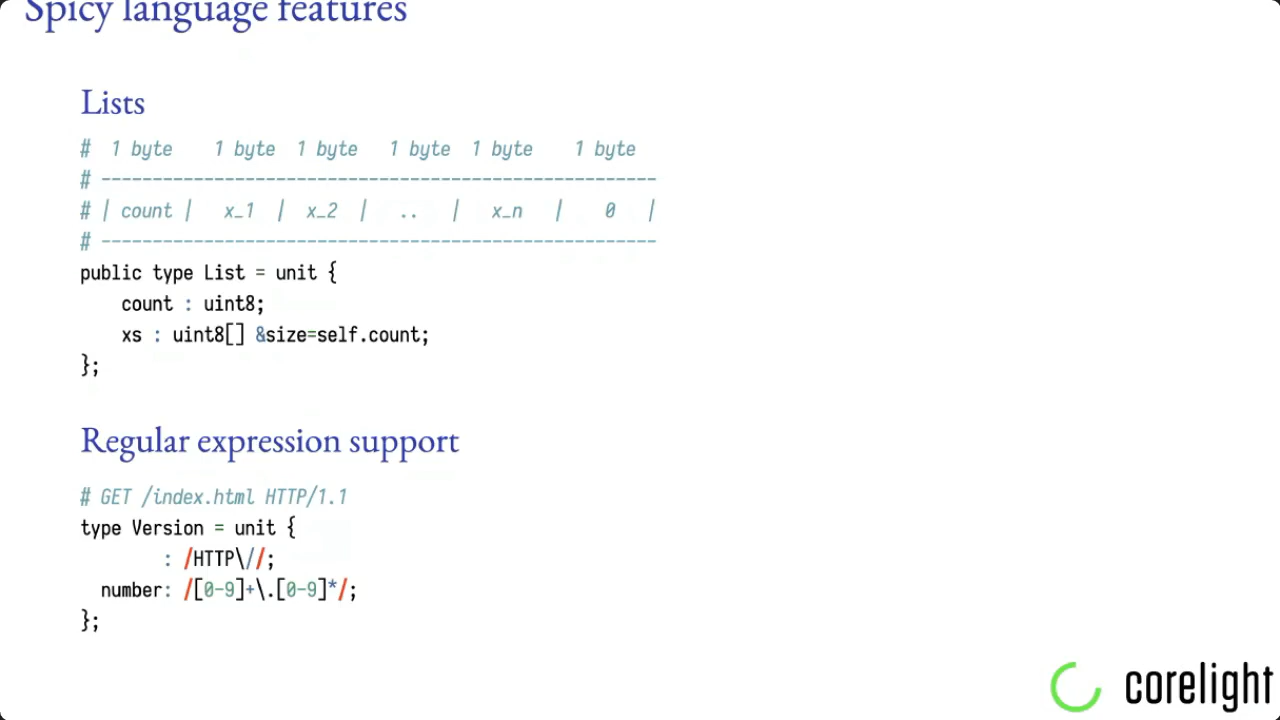 Spicy language features
Lists
#  1 byte    1 byte  1 byte   1 byte  1 byte    1 byte
# ------------------------------------------------------
# | count |   x_1  |  x_2  |   ..   |   x_n   |    0   |
# ------------------------------------------------------
public type List = unit {
    count : uint8;
    xs : uint8[] &size=self.count;
};
Regular expression support
# GET /index.html HTTP/1.1
type Version = unit {
        : /HTTP\//;
  number: /[0-9]+\.[0-9]*/;
};
corelight